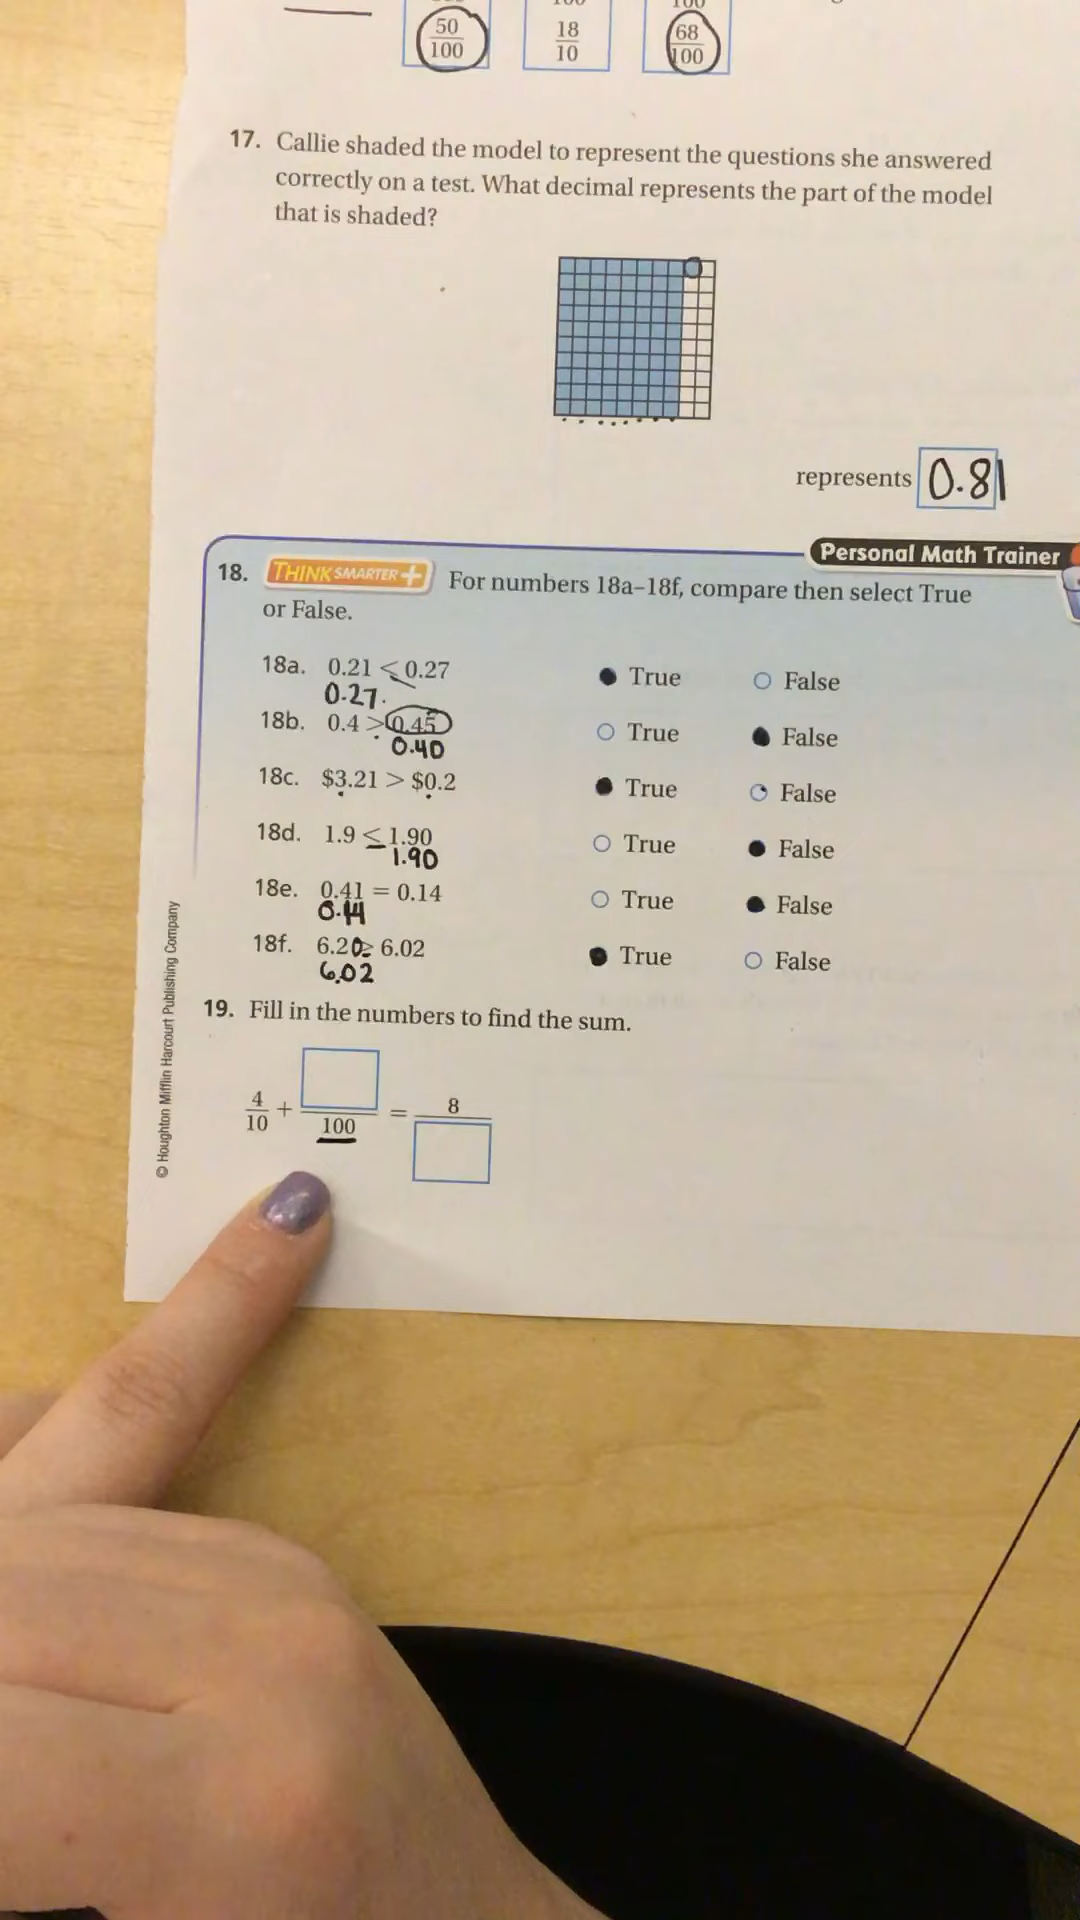 50 18 68
100 10 100
17. Callie shaded the model to represent the questions she answered
correctly on a test. What decimal represents the part of the model
that is shaded?
represents 0.81
Personal Math Trainer
18. THINK SMARTER + For numbers 18a–18f, compare then select True
or False.
18a. 0.21 < 0.27 True False
0.27.
18b. 0.4 > 0.45 True False
0.40
18c. $3.21 > $0.2 True False
18d. 1.9 < 1.90 True False
1.90
18e. 0.41 = 0.14 True False
0.14
18f. 6.20 > 6.02 True False
6.02
19. Fill in the numbers to find the sum.
4 8
10 + 100 =
© Houghton Mifflin Harcourt Publishing Company